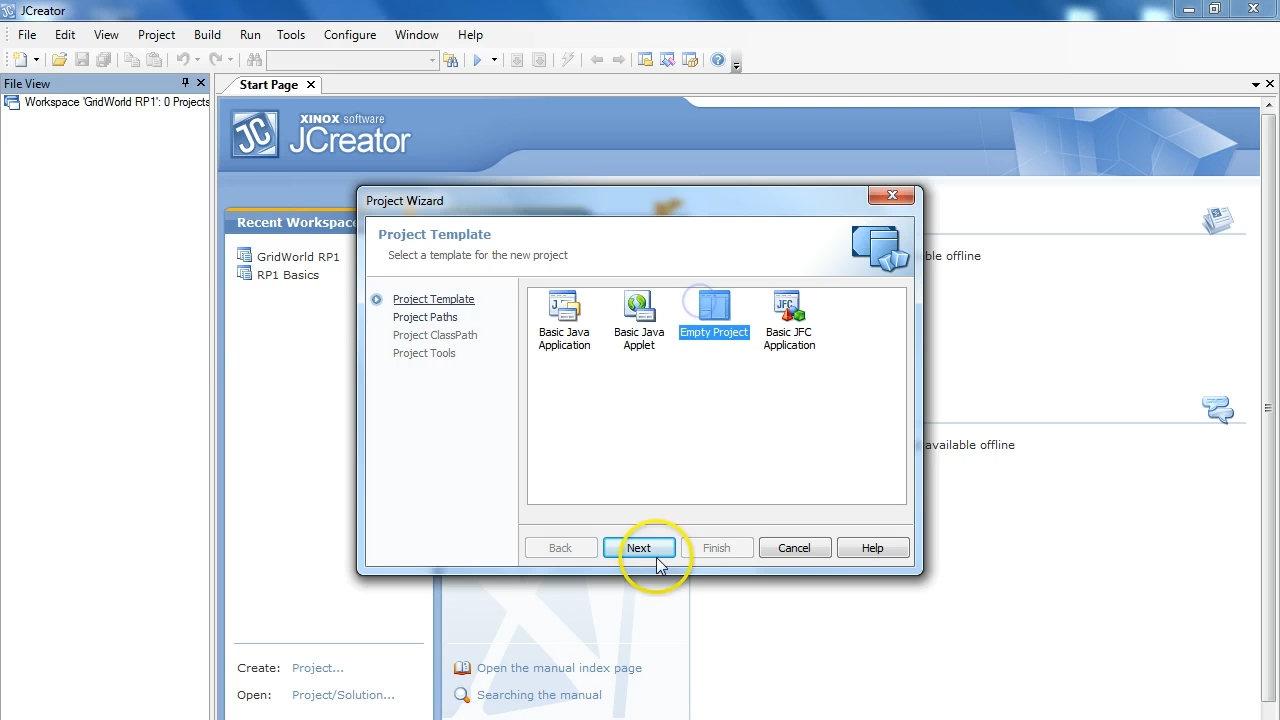 JCreator
File Edit View Project Build Run Tools Configure Window Help
File View
Start Page
Workspace 'GridWorld RP1': 0 Projects
XINOX software
JCreator
Recent Workspace
GridWorld RP1
RP1 Basics
ble offline
available offline
Project Wizard
Project Template
Select a template for the new project
Project Template
Project Paths
Project ClassPath
Project Tools
Basic Java
Application
Basic Java
Applet
Empty Project
JFC
Basic JFC
Application
Back Next Finish Cancel Help
Create: Project...
Open: Project/Solution...
Open the manual index page
Searching the manual